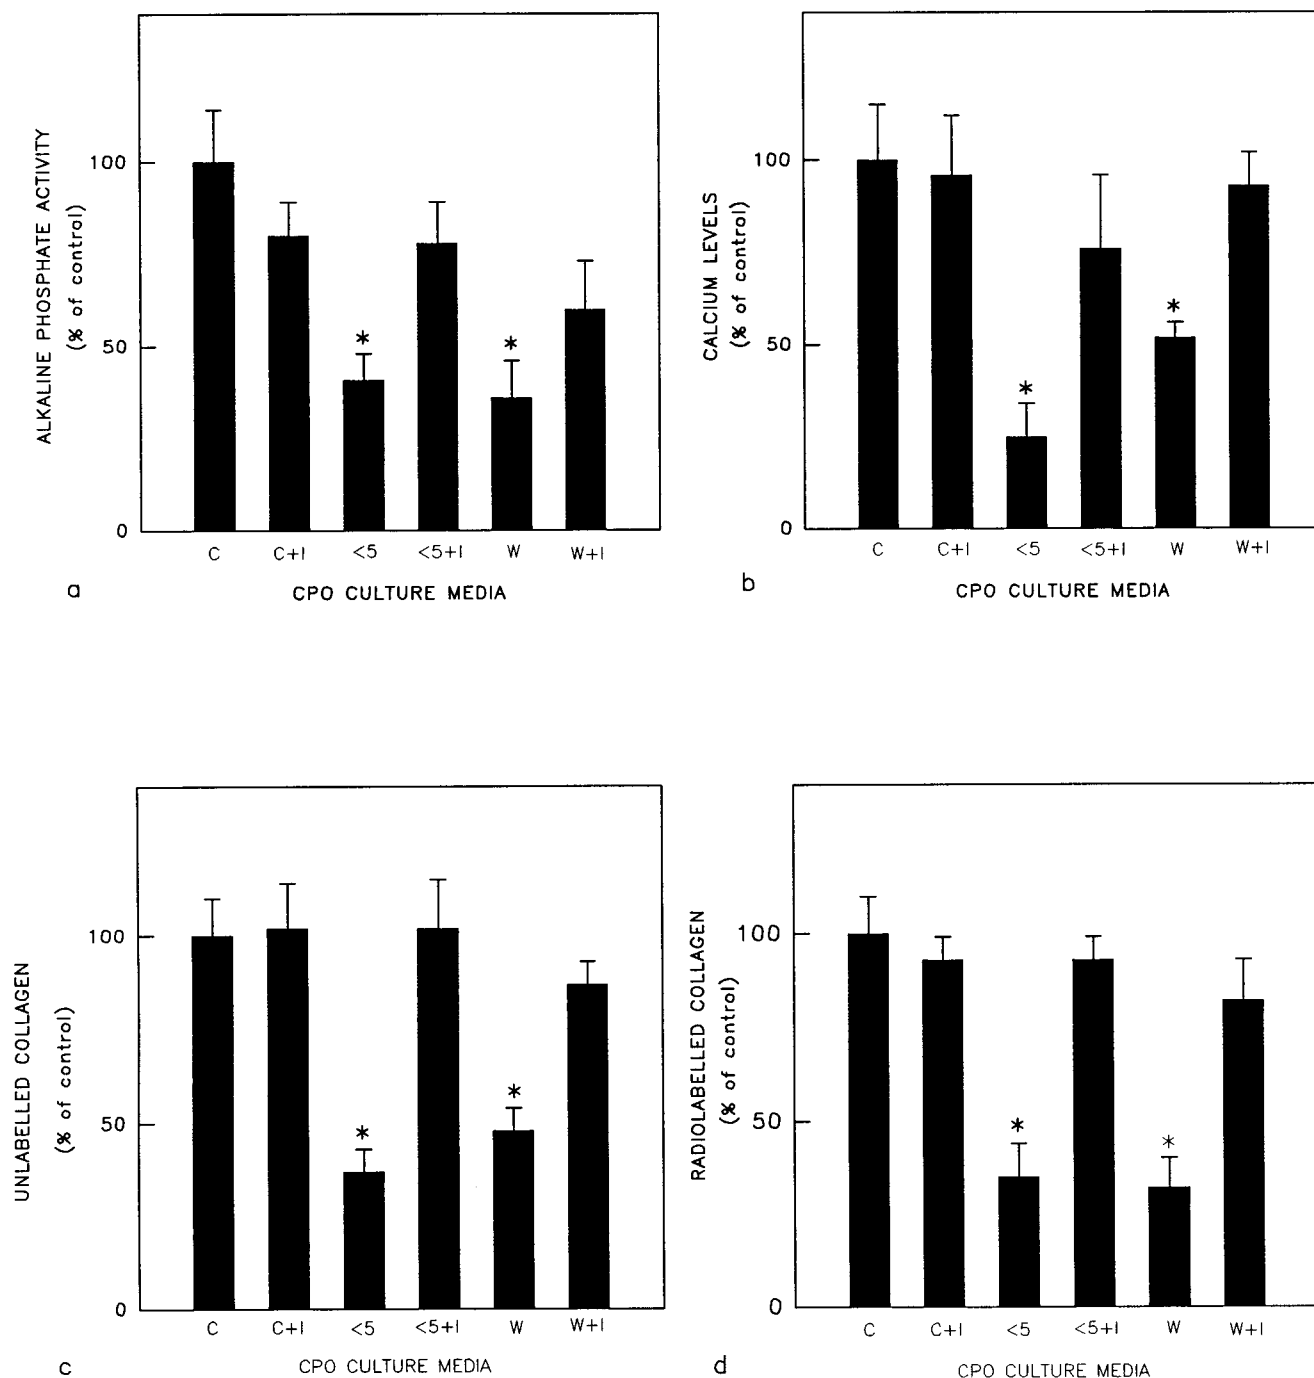 ALKALINE PHOSPHATE ACTIVITY
(% of control)
100
50
0
*
*
C C+I <5 <5+I W W+I
a
CPO CULTURE MEDIA
CALCIUM LEVELS
(% of control)
100
50
0
*
*
C C+I <5 <5+I W W+I
b
CPO CULTURE MEDIA
UNLABELLED COLLAGEN
(% of control)
100
50
0
*
*
C C+I <5 <5+I W W+I
c
CPO CULTURE MEDIA
RADIOLABELLED COLLAGEN
(% of control)
100
50
0
*
*
C C+I <5 <5+I W W+I
d
CPO CULTURE MEDIA